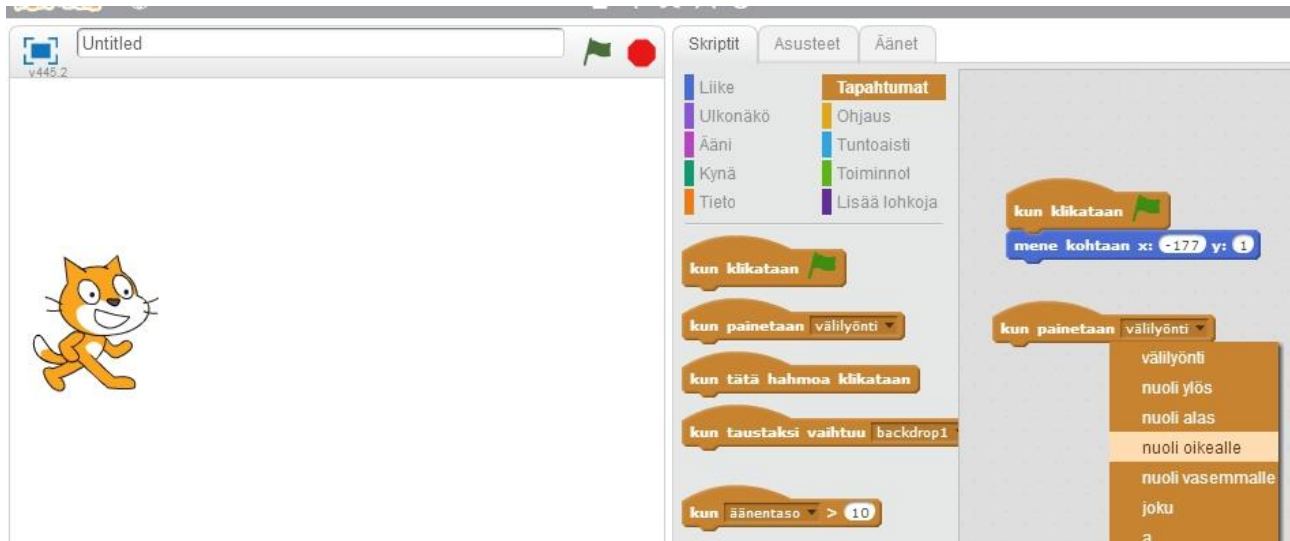 Untitled
v445.2
Skriptit Asusteet Äänet
Liike Tapahtumat
Ulkonäkö Ohjaus
Ääni Tuntoaisti
Kynä Toiminnot
Tieto Lisää lohkoja
kun klikataan
kun painetaan välilyönti
kun tätä hahmoa klikataan
kun taustaksi vaihtuu backdrop1
kun äänentaso > 10
kun klikataan
mene kohtaan x: -177 y: 1
kun painetaan välilyönti
välilyönti
nuoli ylös
nuoli alas
nuoli oikealle
nuoli vasemmalle
joku
a